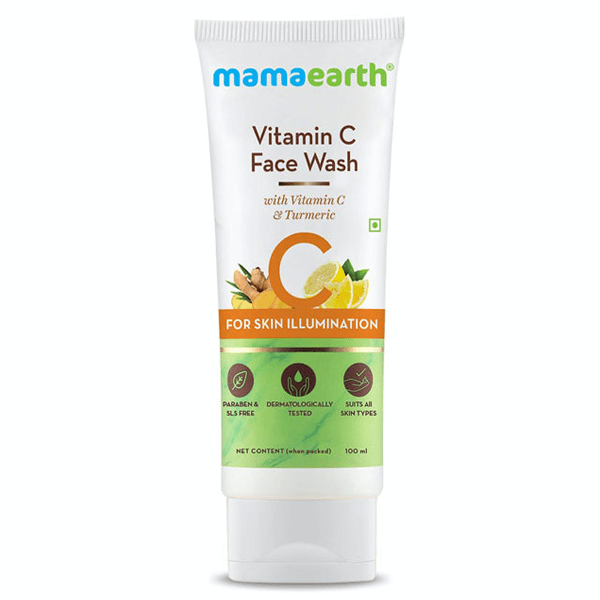 mamaearth®
Vitamin C
Face Wash
with Vitamin C
& Turmeric
C
FOR SKIN ILLUMINATION
PARABEN &
SLS FREE
DERMATOLOGICALLY
TESTED
SUITS All
SKIN TYPES
NET CONTENT (when packed) 100 ml